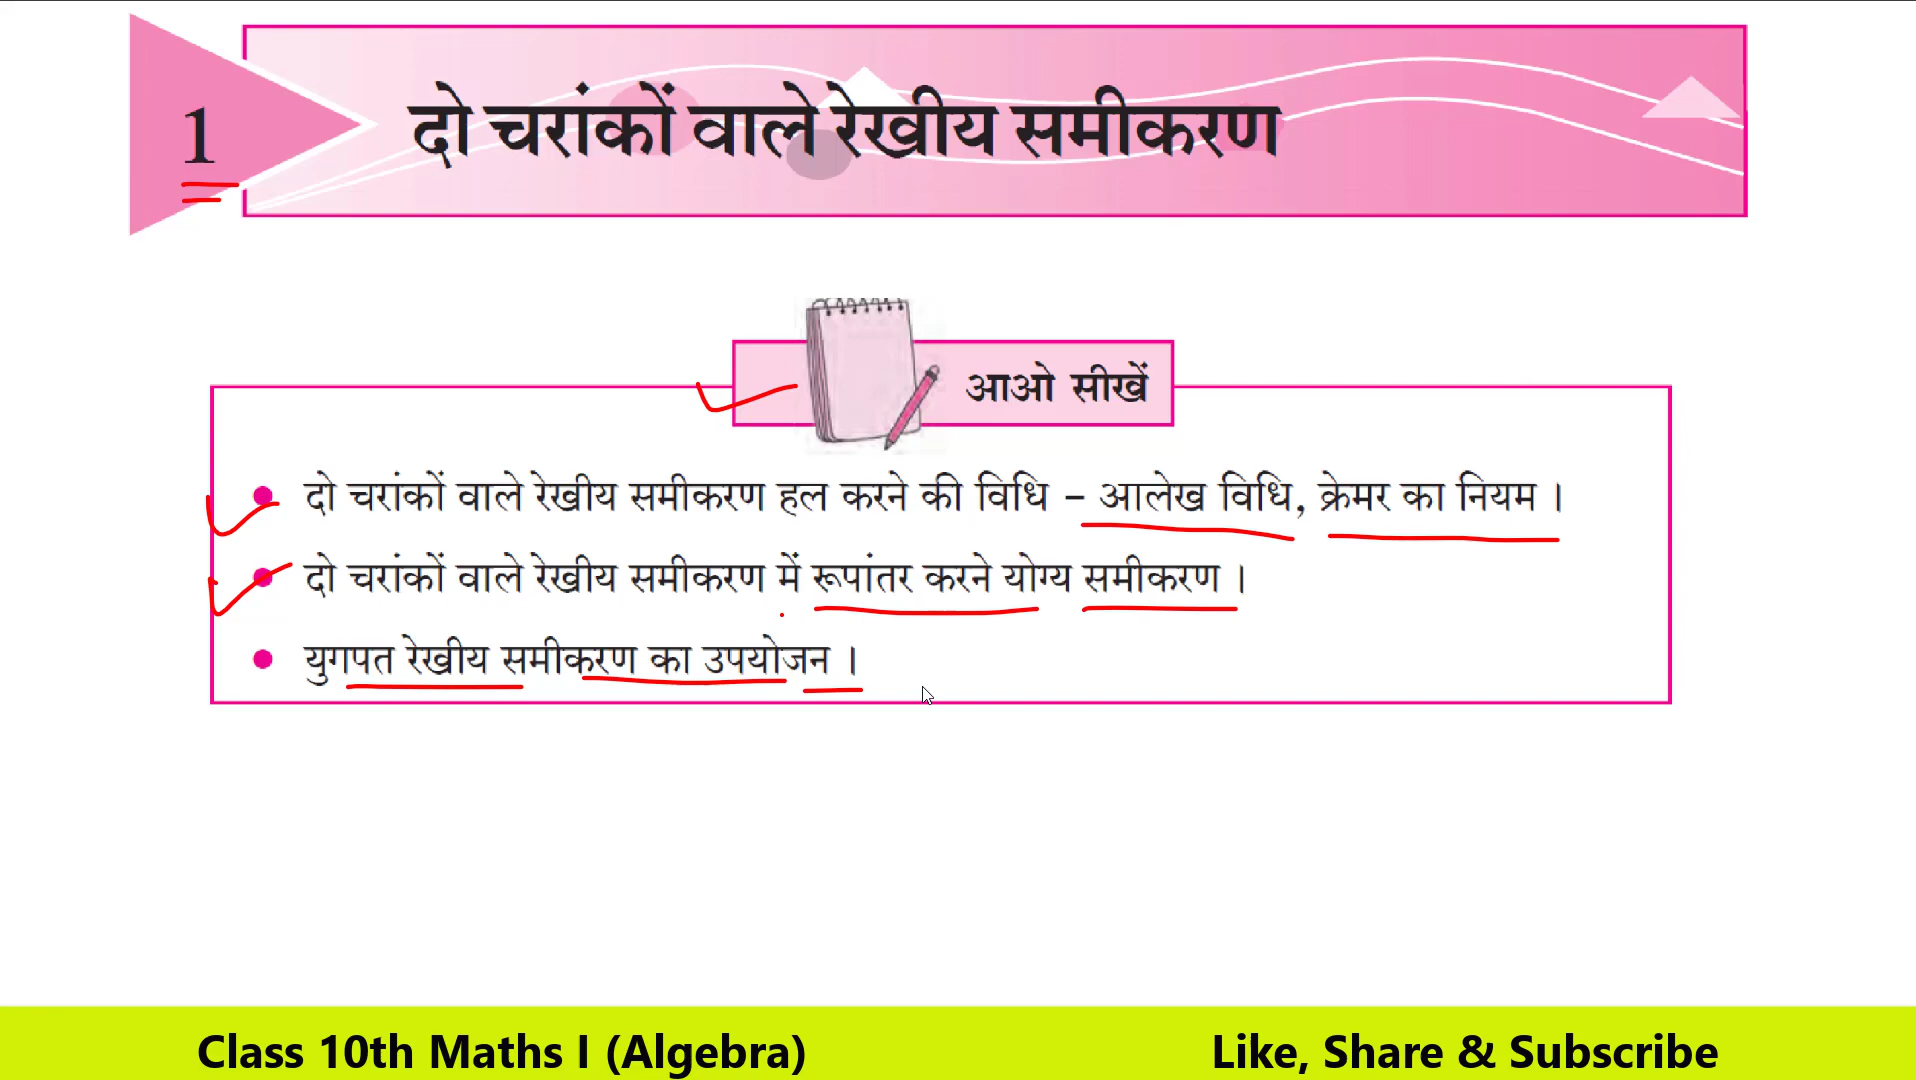 1
दो चरांकों वाले रेखीय समीकरण
आओ सीखें
● दो चरांकों वाले रेखीय समीकरण हल करने की विधि – आलेख विधि, क्रेमर का नियम ।
● दो चरांकों वाले रेखीय समीकरण में रूपांतर करने योग्य समीकरण ।
● युगपत रेखीय समीकरण का उपयोजन ।
Class 10th Maths I (Algebra)
Like, Share & Subscribe